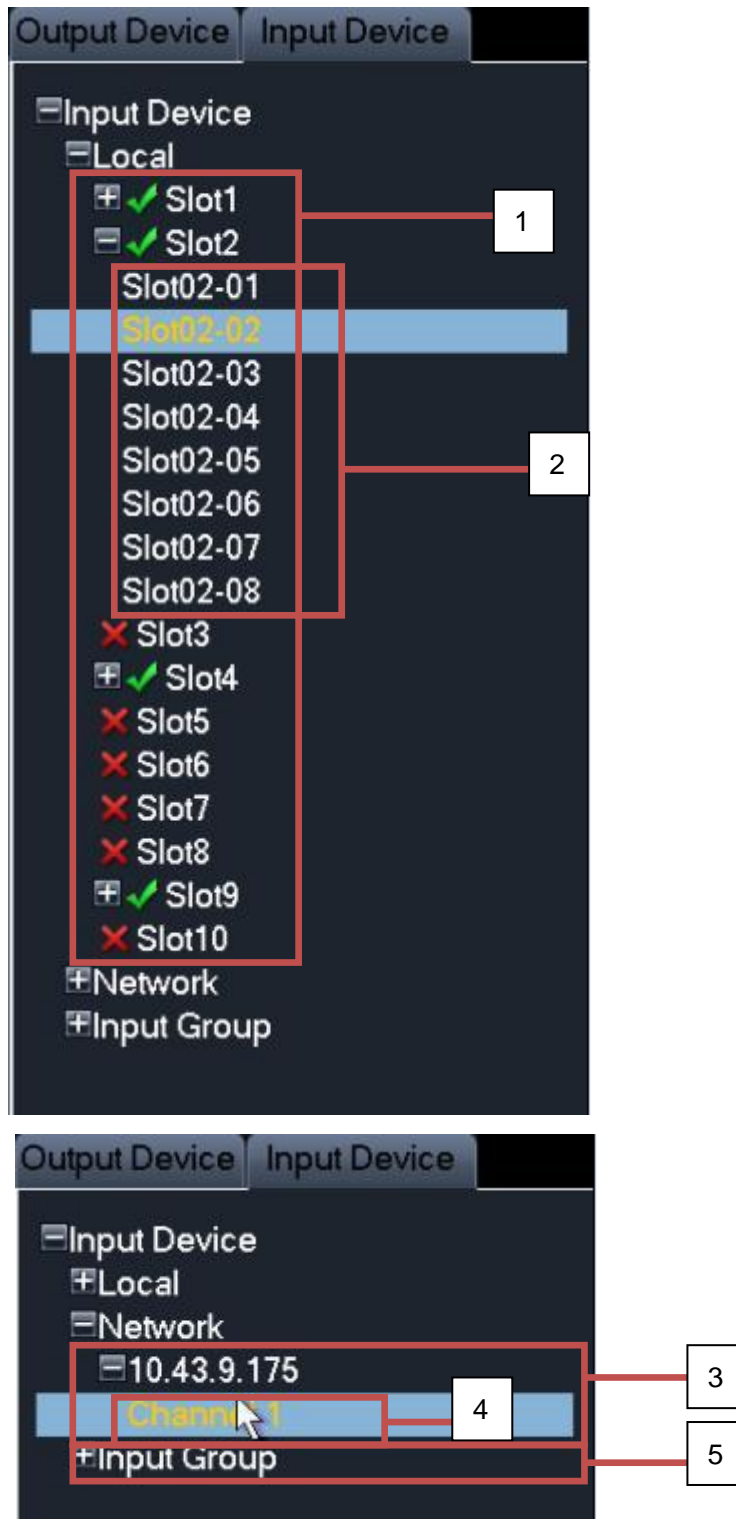 Output Device Input Device
Input Device
Local
Slot1
1
Slot2
Slot02-01
Slot02-02
Slot02-03
Slot02-04
Slot02-05
2
Slot02-06
Slot02-07
Slot02-08
Slot3
Slot4
Slot5
Slot6
Slot7
Slot8
Slot9
Slot10
Network
Input Group
Output Device Input Device
Input Device
Local
Network
10.43.9.175
3
Channel 1
4
Input Group
5